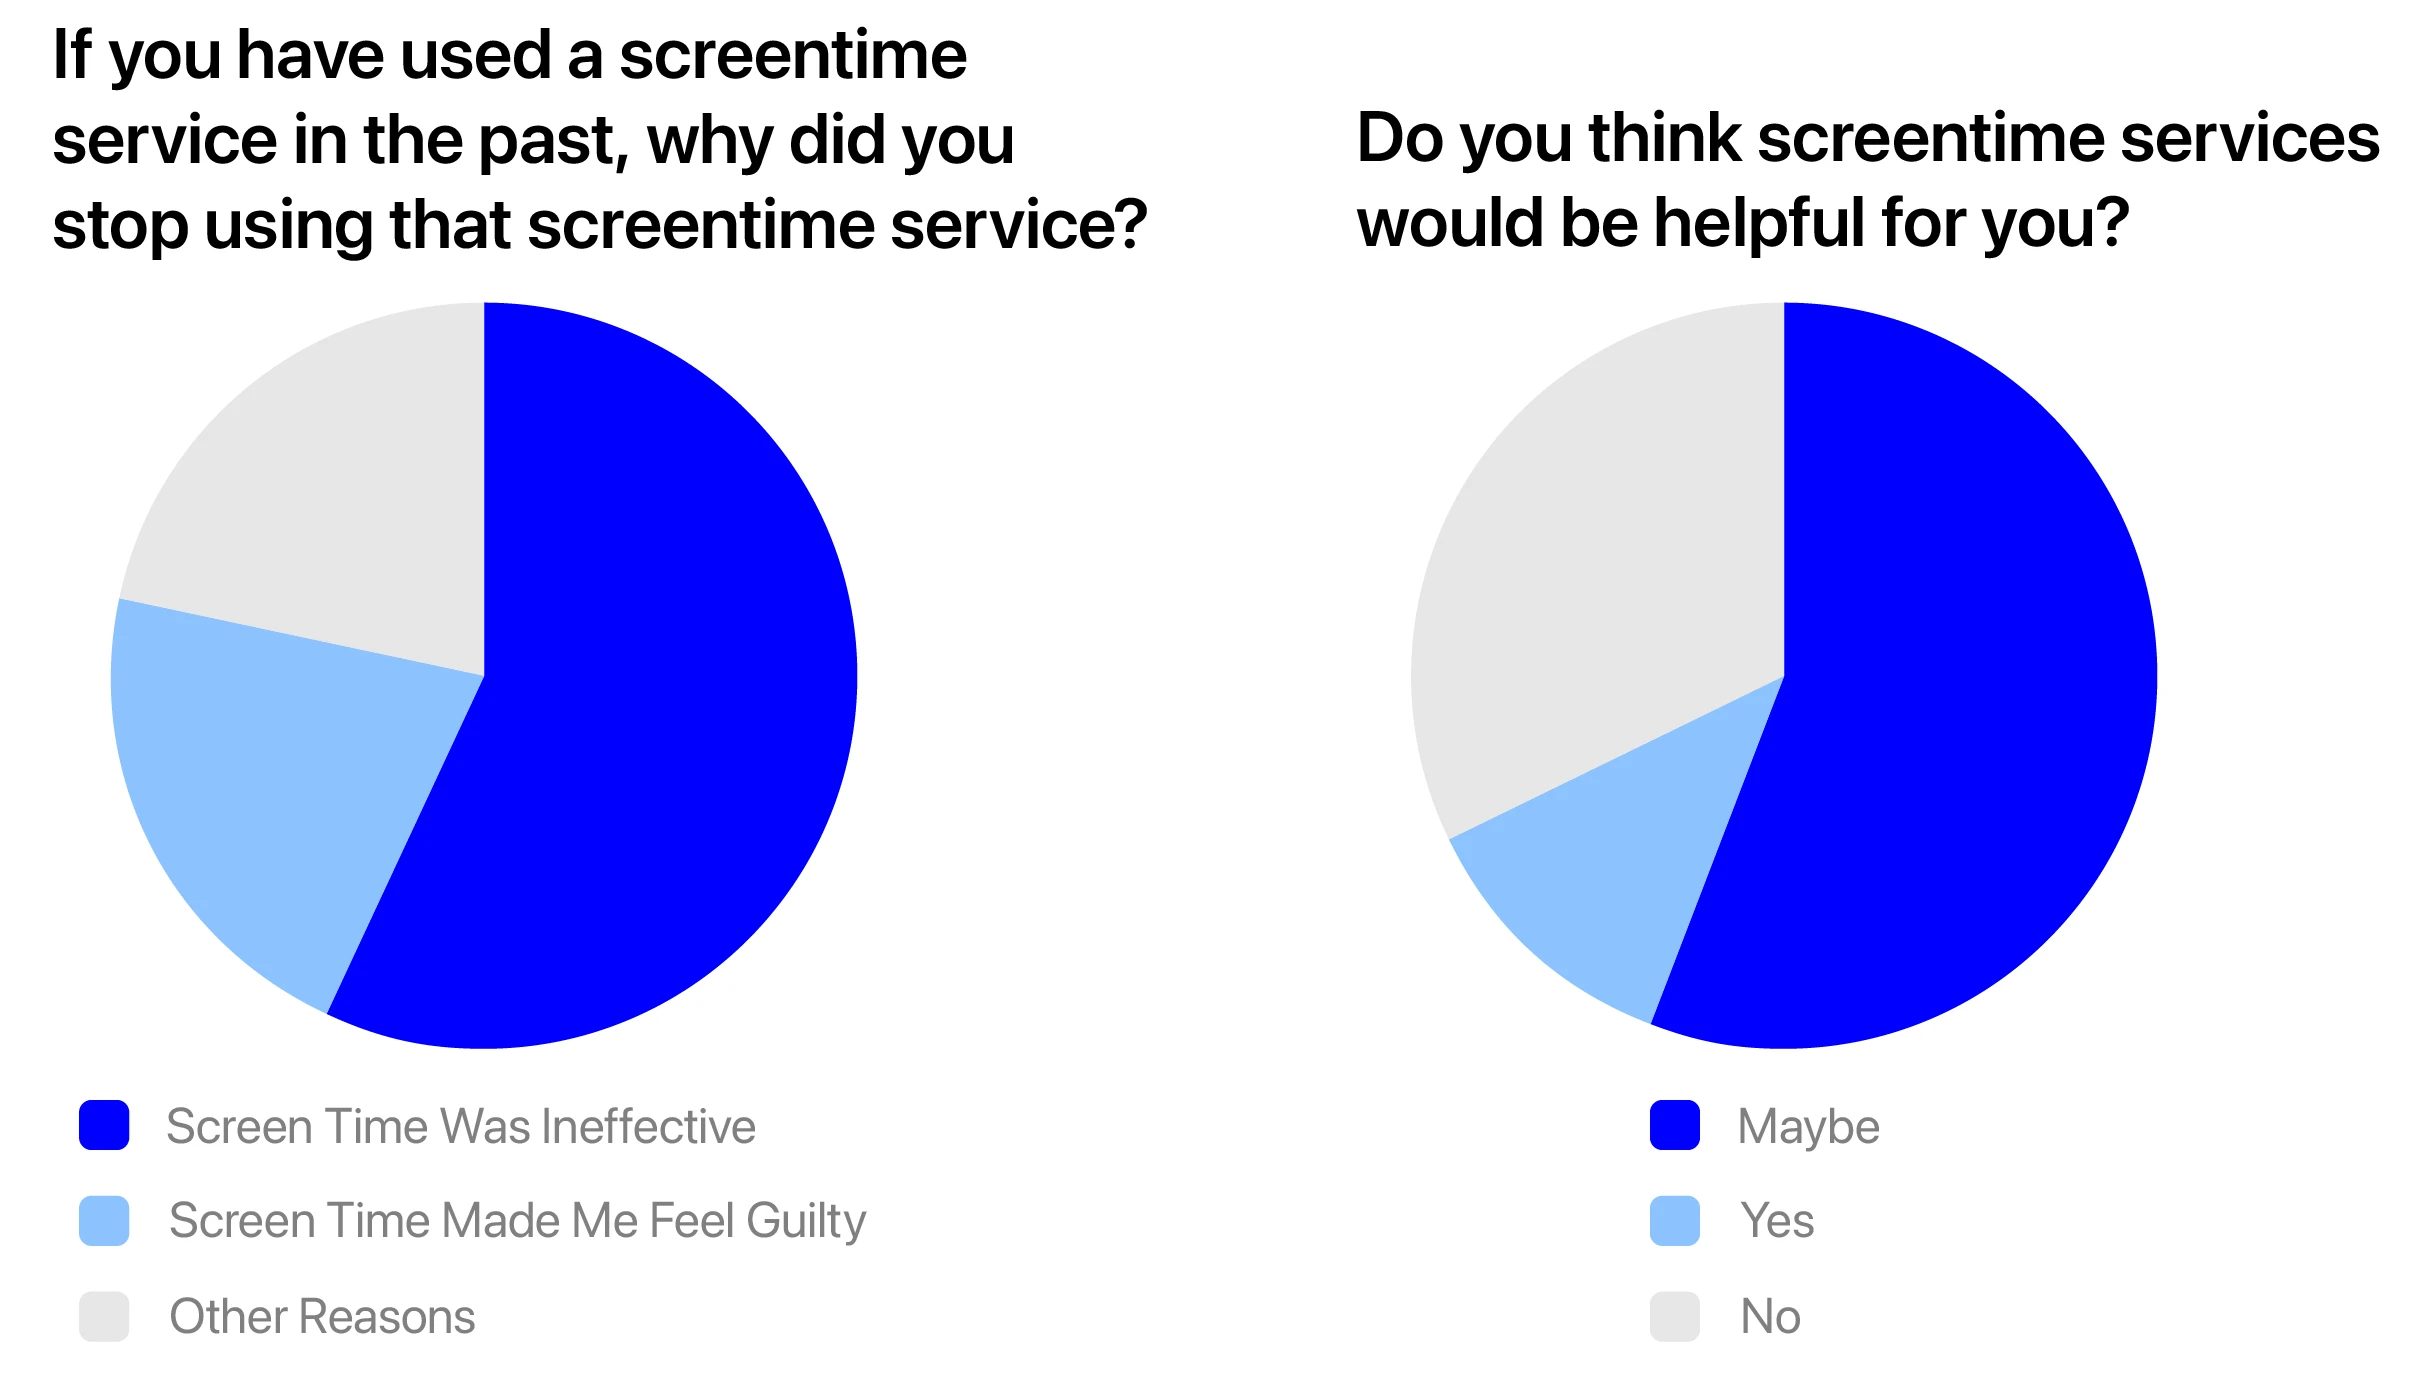 If you have used a screentime
service in the past, why did you
stop using that screentime service?
Screen Time Was Ineffective
Screen Time Made Me Feel Guilty
Other Reasons
Do you think screentime services
would be helpful for you?
Maybe
Yes
No